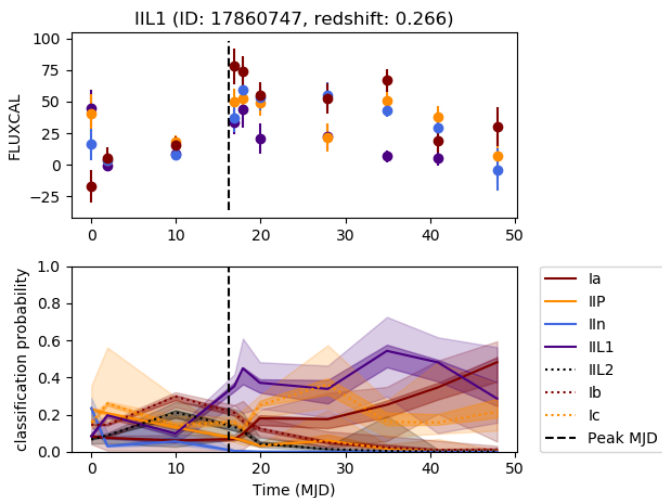 IIL1 (ID: 17860747, redshift: 0.266)
FLUXCAL
100
75
50
25
0
−25
0 10 20 30 40 50
classification probability
1.0
0.8
0.6
0.4
0.2
0.0
0 10 20 30 40 50
Time (MJD)
Ia
IIP
IIn
IIL1
IIL2
Ib
Ic
Peak MJD